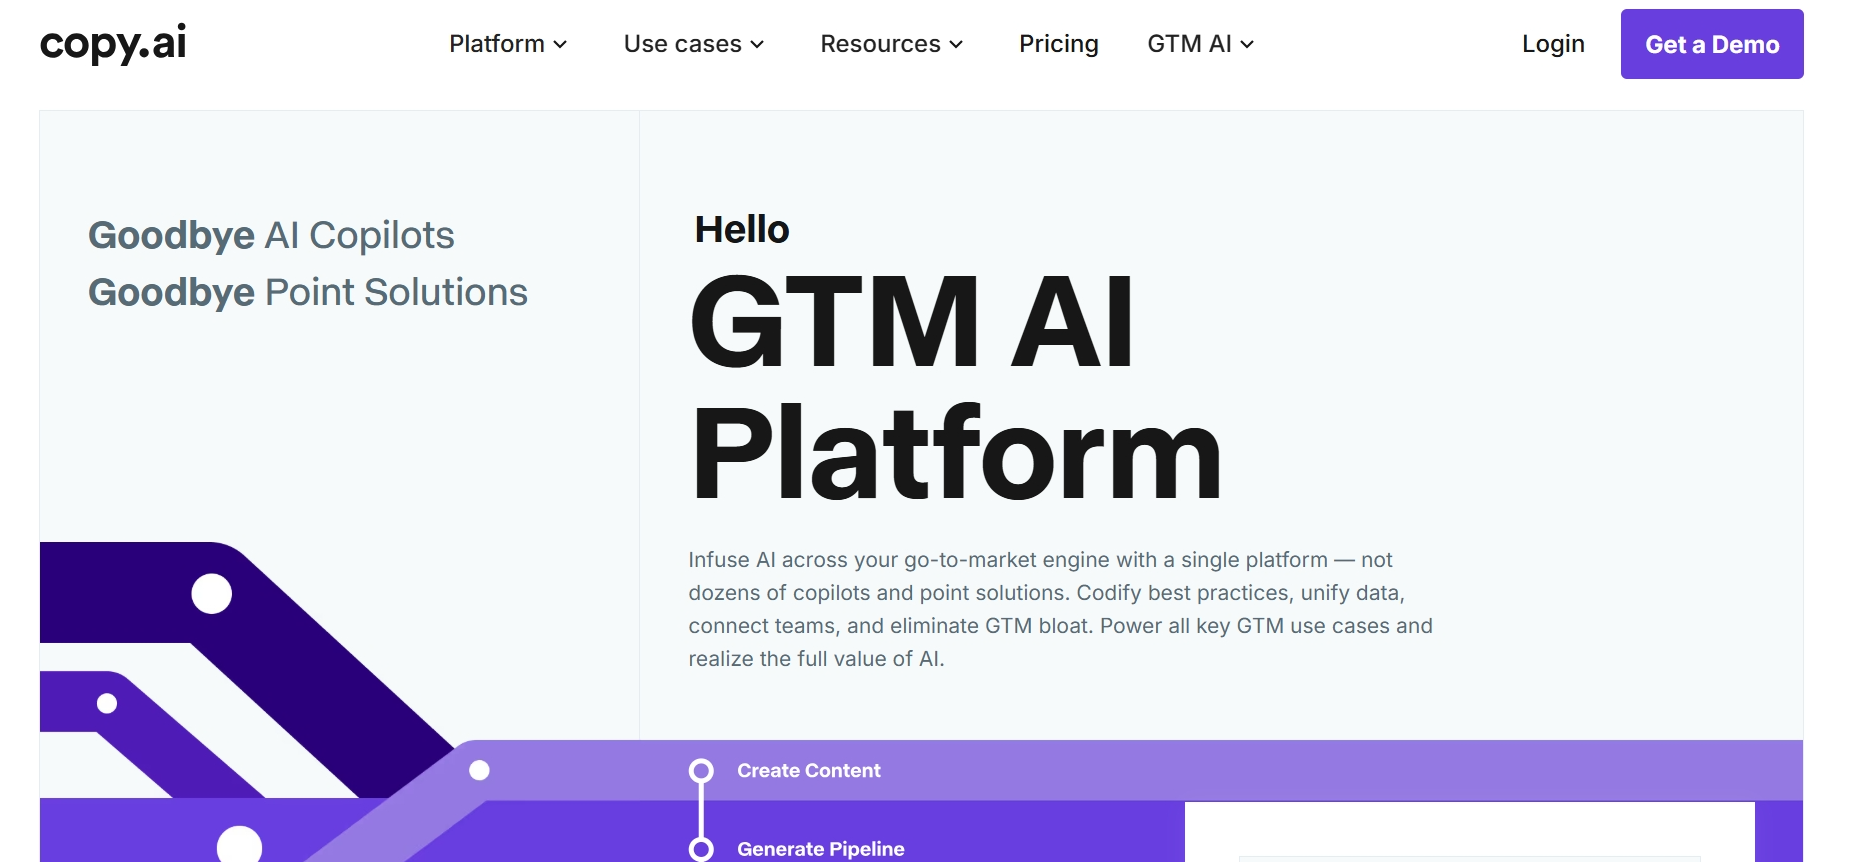 copy.ai
Platform
Use cases
Resources
Pricing
GTM AI
Login
Get a Demo
Goodbye AI Copilots
Goodbye Point Solutions
Hello
GTM AI
Platform
Infuse AI across your go-to-market engine with a single platform — not
dozens of copilots and point solutions. Codify best practices, unify data,
connect teams, and eliminate GTM bloat. Power all key GTM use cases and
realize the full value of AI.
Create Content
Generate Pipeline